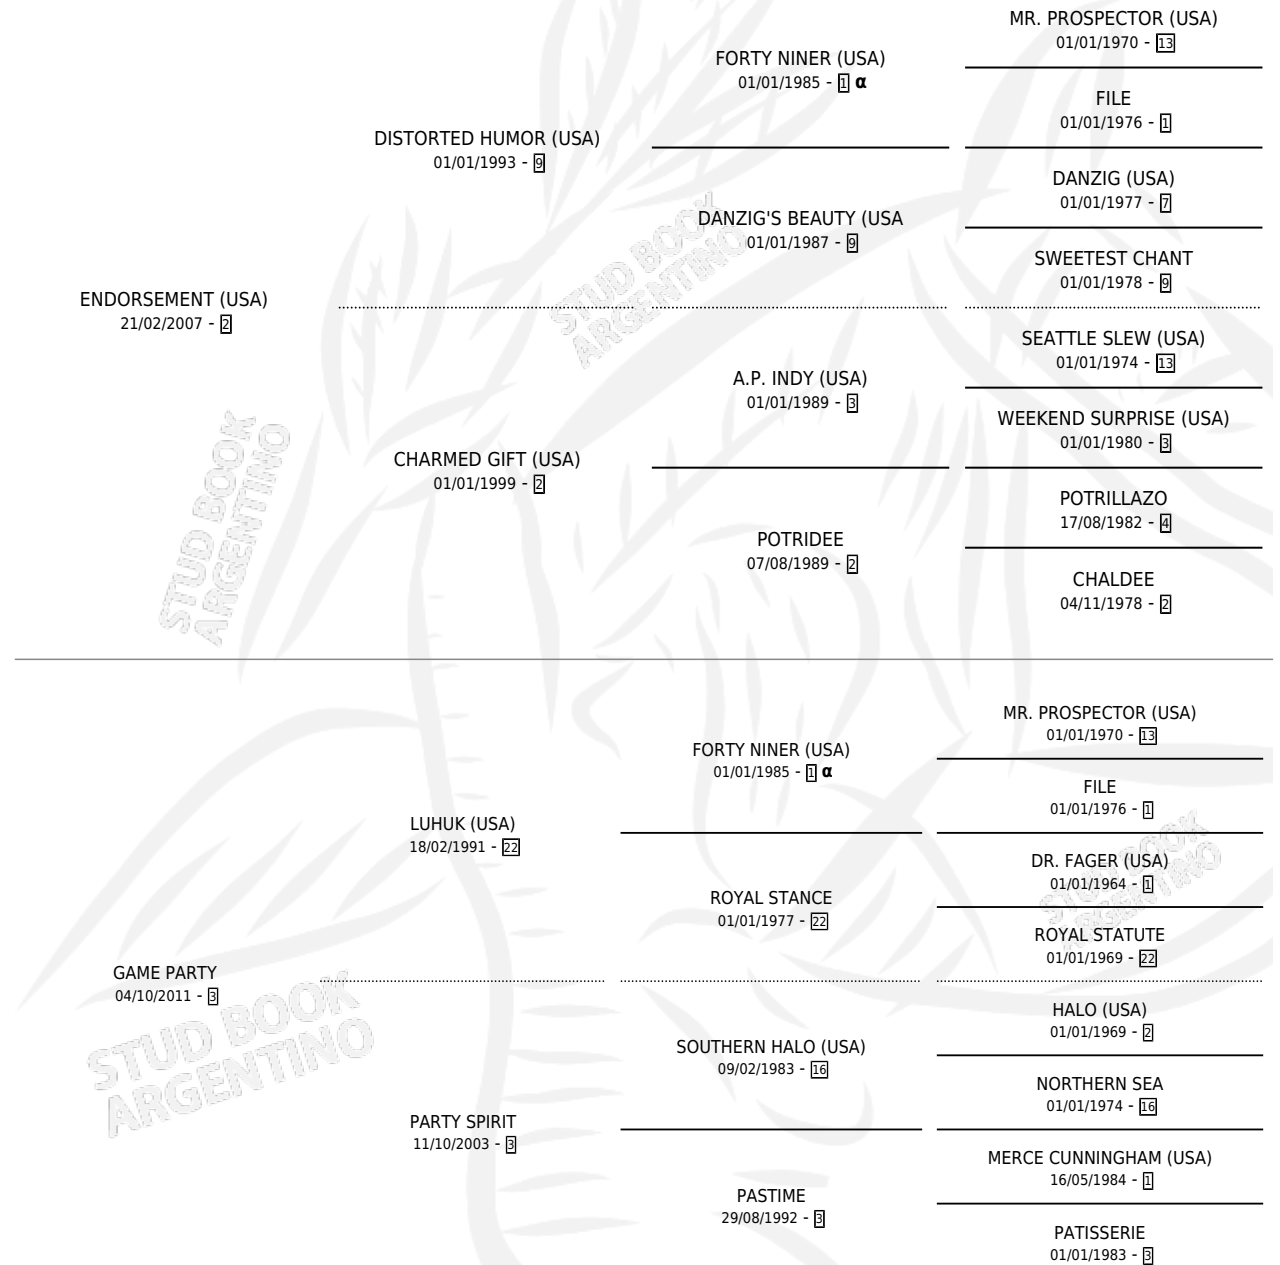 MR. PROSPECTOR (USA)
01/01/1970 - 13
FORTY NINER (USA)
01/01/1985 - 1 α
FILE
01/01/1976 - 1
DISTORTED HUMOR (USA)
01/01/1993 - 9
DANZIG (USA)
01/01/1977 - 7
DANZIG'S BEAUTY (USA
01/01/1987 - 9
SWEETEST CHANT
01/01/1978 - 9
ENDORSEMENT (USA)
21/02/2007 - 2
SEATTLE SLEW (USA)
01/01/1974 - 13
A.P. INDY (USA)
01/01/1989 - 3
WEEKEND SURPRISE (USA)
01/01/1980 - 3
CHARMED GIFT (USA)
01/01/1999 - 2
POTRILLAZO
17/08/1982 - 4
POTRIDEE
07/08/1989 - 2
CHALDEE
04/11/1978 - 2
MR. PROSPECTOR (USA)
01/01/1970 - 13
FORTY NINER (USA)
01/01/1985 - 1 α
FILE
01/01/1976 - 1
LUHUK (USA)
18/02/1991 - 22
DR. FAGER (USA)
01/01/1964 - 1
ROYAL STANCE
01/01/1977 - 22
ROYAL STATUTE
01/01/1969 - 22
GAME PARTY
04/10/2011 - 3
HALO (USA)
01/01/1969 - 2
SOUTHERN HALO (USA)
09/02/1983 - 16
NORTHERN SEA
01/01/1974 - 16
PARTY SPIRIT
11/10/2003 - 3
MERCE CUNNINGHAM (USA)
16/05/1984 - 1
PASTIME
29/08/1992 - 3
PATISSERIE
01/01/1983 - 3
STUD BOOK
ARGENTINO
STUD BOOK
ARGENTINO
STUD BOOK
ARGENTINO
STUD BOOK
ARGENTINO